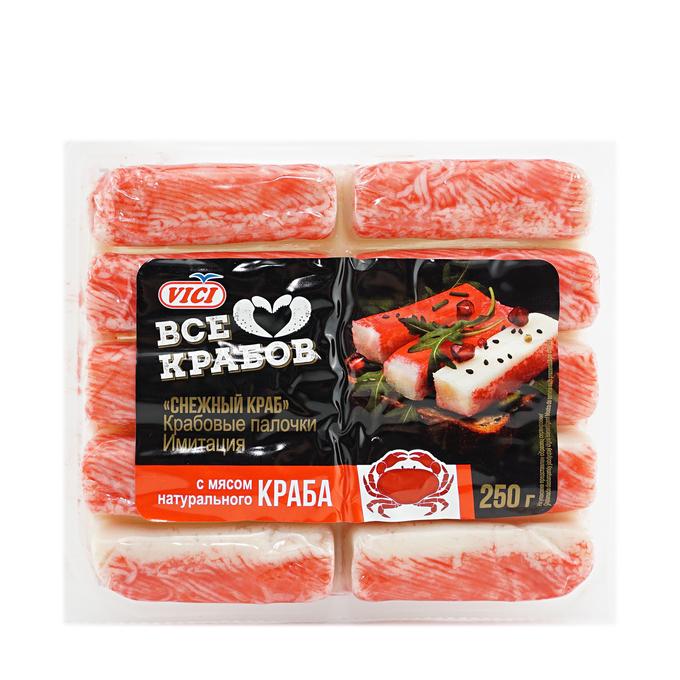 VICI
ВСЕ
КРАБОВ
«СНЕЖНЫЙ КРАБ»
Крабовые палочки
Имитация
с мясом
натурального КРАБА
250 г